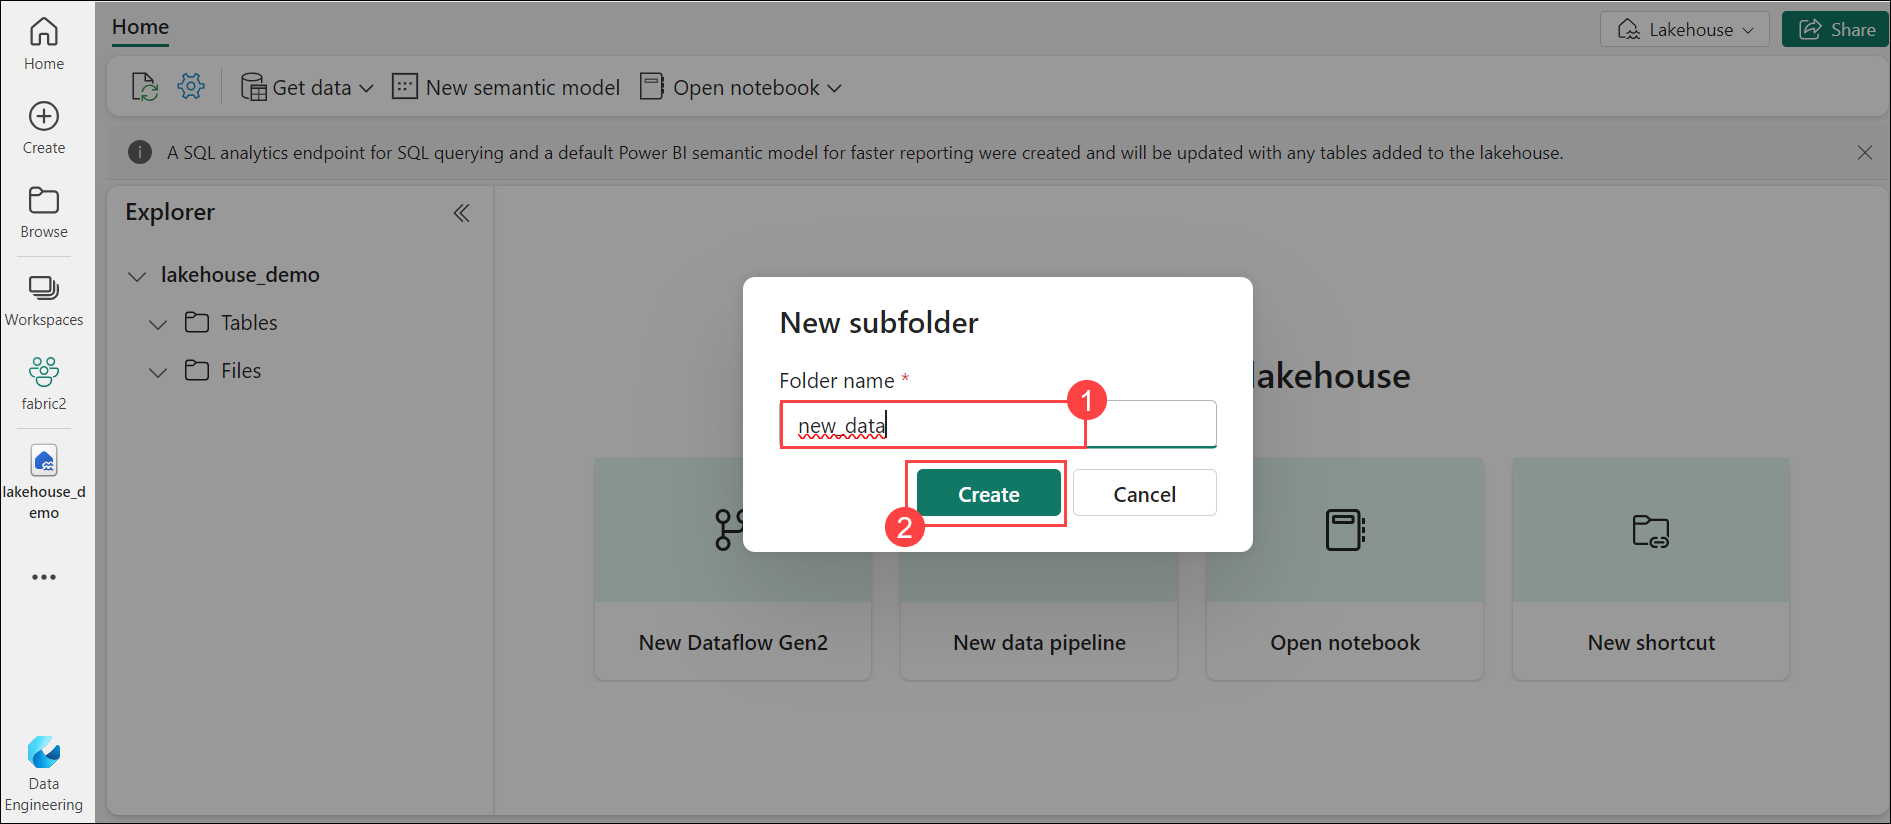 Home
Create
Browse
Workspaces
fabric2
lakehouse_d
emo
Data
Engineering
Home
Lakehouse
Share
Get data
New semantic model
Open notebook
A SQL analytics endpoint for SQL querying and a default Power BI semantic model for faster reporting were created and will be updated with any tables added to the lakehouse.
Explorer
lakehouse_demo
Tables
Files
lakehouse
New subfolder
Folder name *
new_data
1
Create
Cancel
2
New Dataflow Gen2
New data pipeline
Open notebook
New shortcut